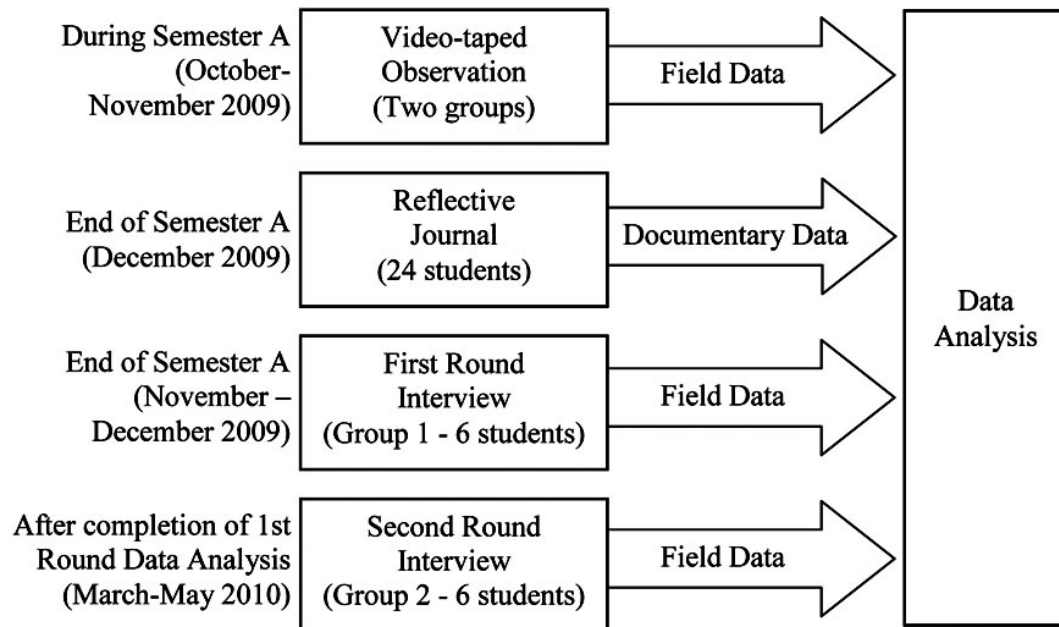 During Semester A
(October-
November 2009)
Video-taped
Observation
(Two groups)
Field Data
End of Semester A
(December 2009)
Reflective
Journal
(24 students)
Documentary Data
End of Semester A
(November –
December 2009)
First Round
Interview
(Group 1 - 6 students)
Field Data
After completion of 1st
Round Data Analysis
(March-May 2010)
Second Round
Interview
(Group 2 - 6 students)
Field Data
Data
Analysis